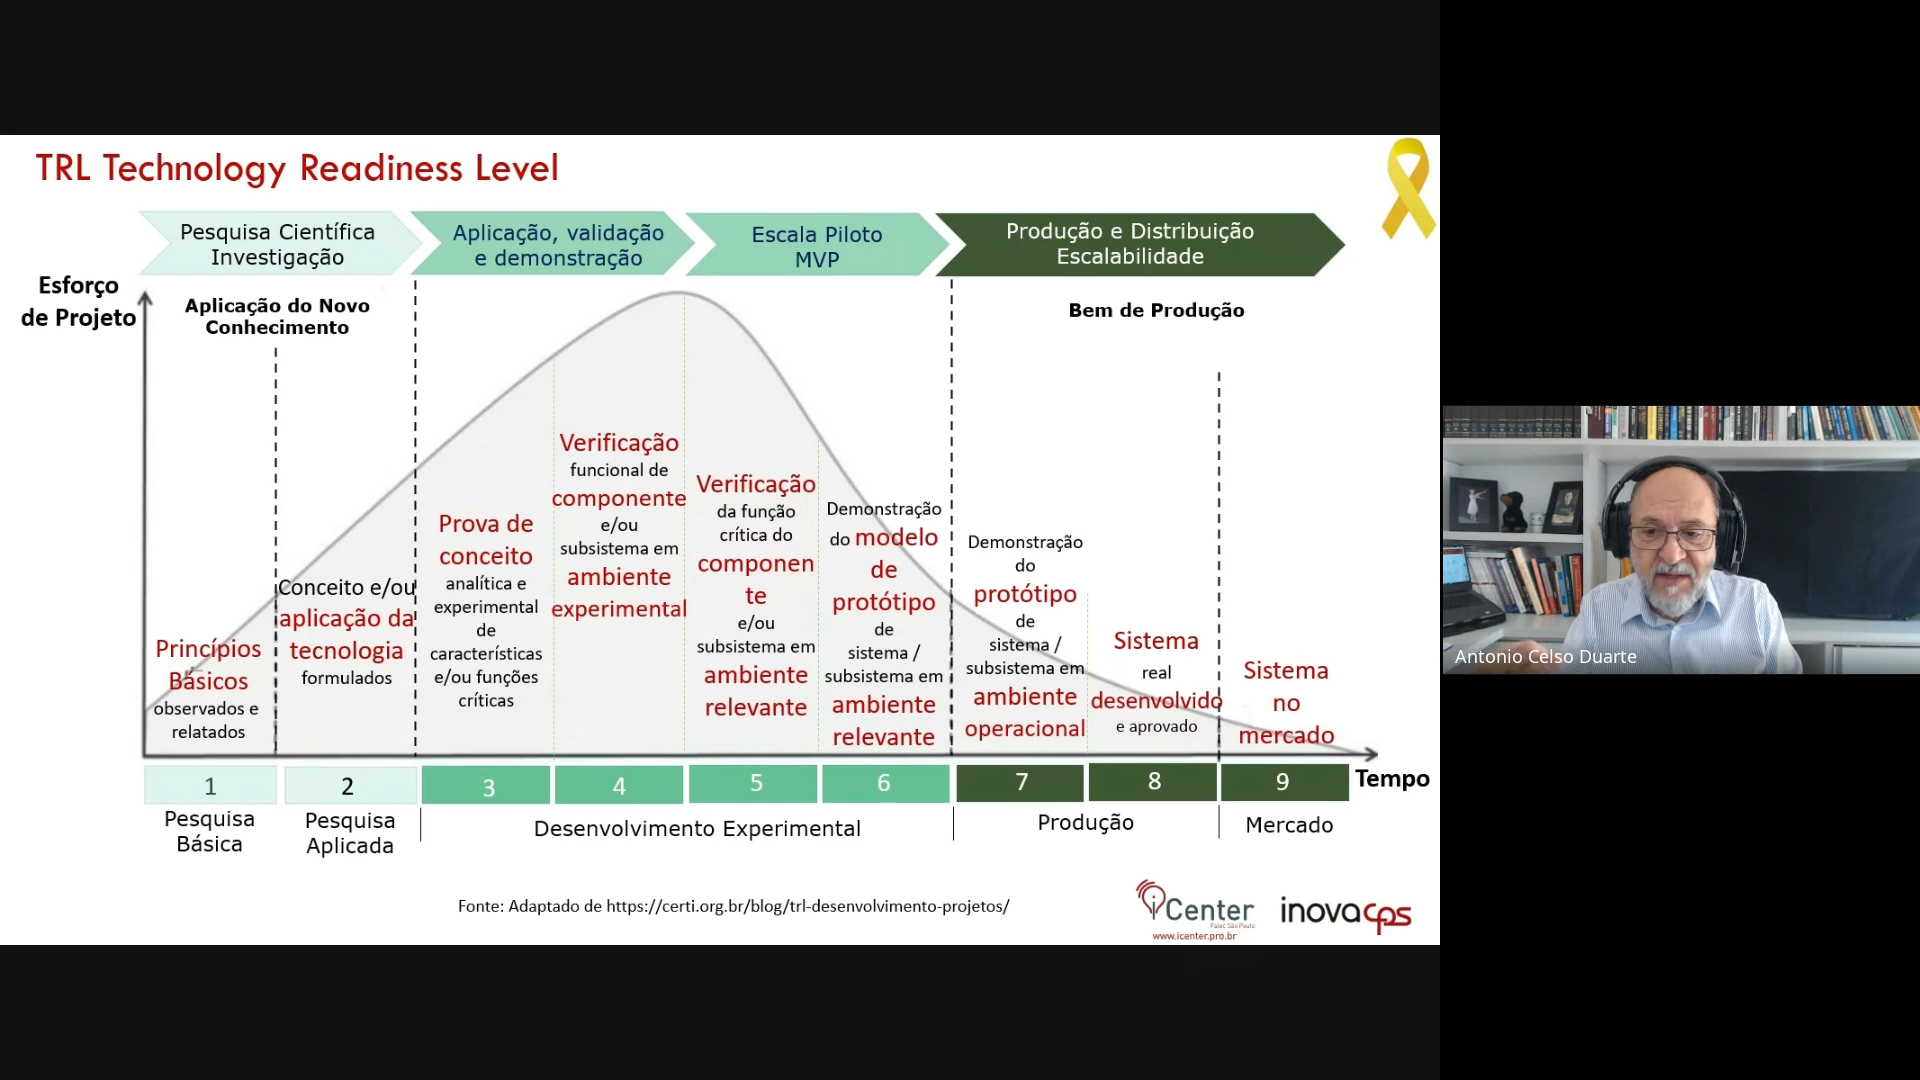 TRL Technology Readiness Level
Pesquisa Científica
Investigação
Aplicação, validação
e demonstração
Escala Piloto
MVP
Produção e Distribuição
Escalabilidade
Esforço
de Projeto
Aplicação do Novo
Conhecimento
Bem de Produção
Princípios
Básicos
observados e
relatados
Conceito e/ou
aplicação da
tecnologia
formulados
Prova de
conceito
analítica e
experimental
de
características
e/ou funções
críticas
Verificação
funcional de
componente
e/ou
subsistema em
ambiente
experimental
Verificação
da função
crítica do
componen
te
e/ou
subsistema em
ambiente
relevante
Demonstração
do modelo
de
protótipo
de
sistema /
subsistema em
ambiente
relevante
Demonstração
do
protótipo
de
sistema /
subsistema em
ambiente
operacional
Sistema
real
desenvolvido
e aprovado
Sistema
no
mercado
1
2
3
4
5
6
7
8
9
Tempo
Pesquisa
Básica
Pesquisa
Aplicada
Desenvolvimento Experimental
Produção
Mercado
Fonte: Adaptado de https://certi.org.br/blog/trl-desenvolvimento-projetos/
iCenter
Fatec São Paulo
www.icenter.pro.br
inovacps
Antonio Celso Duarte